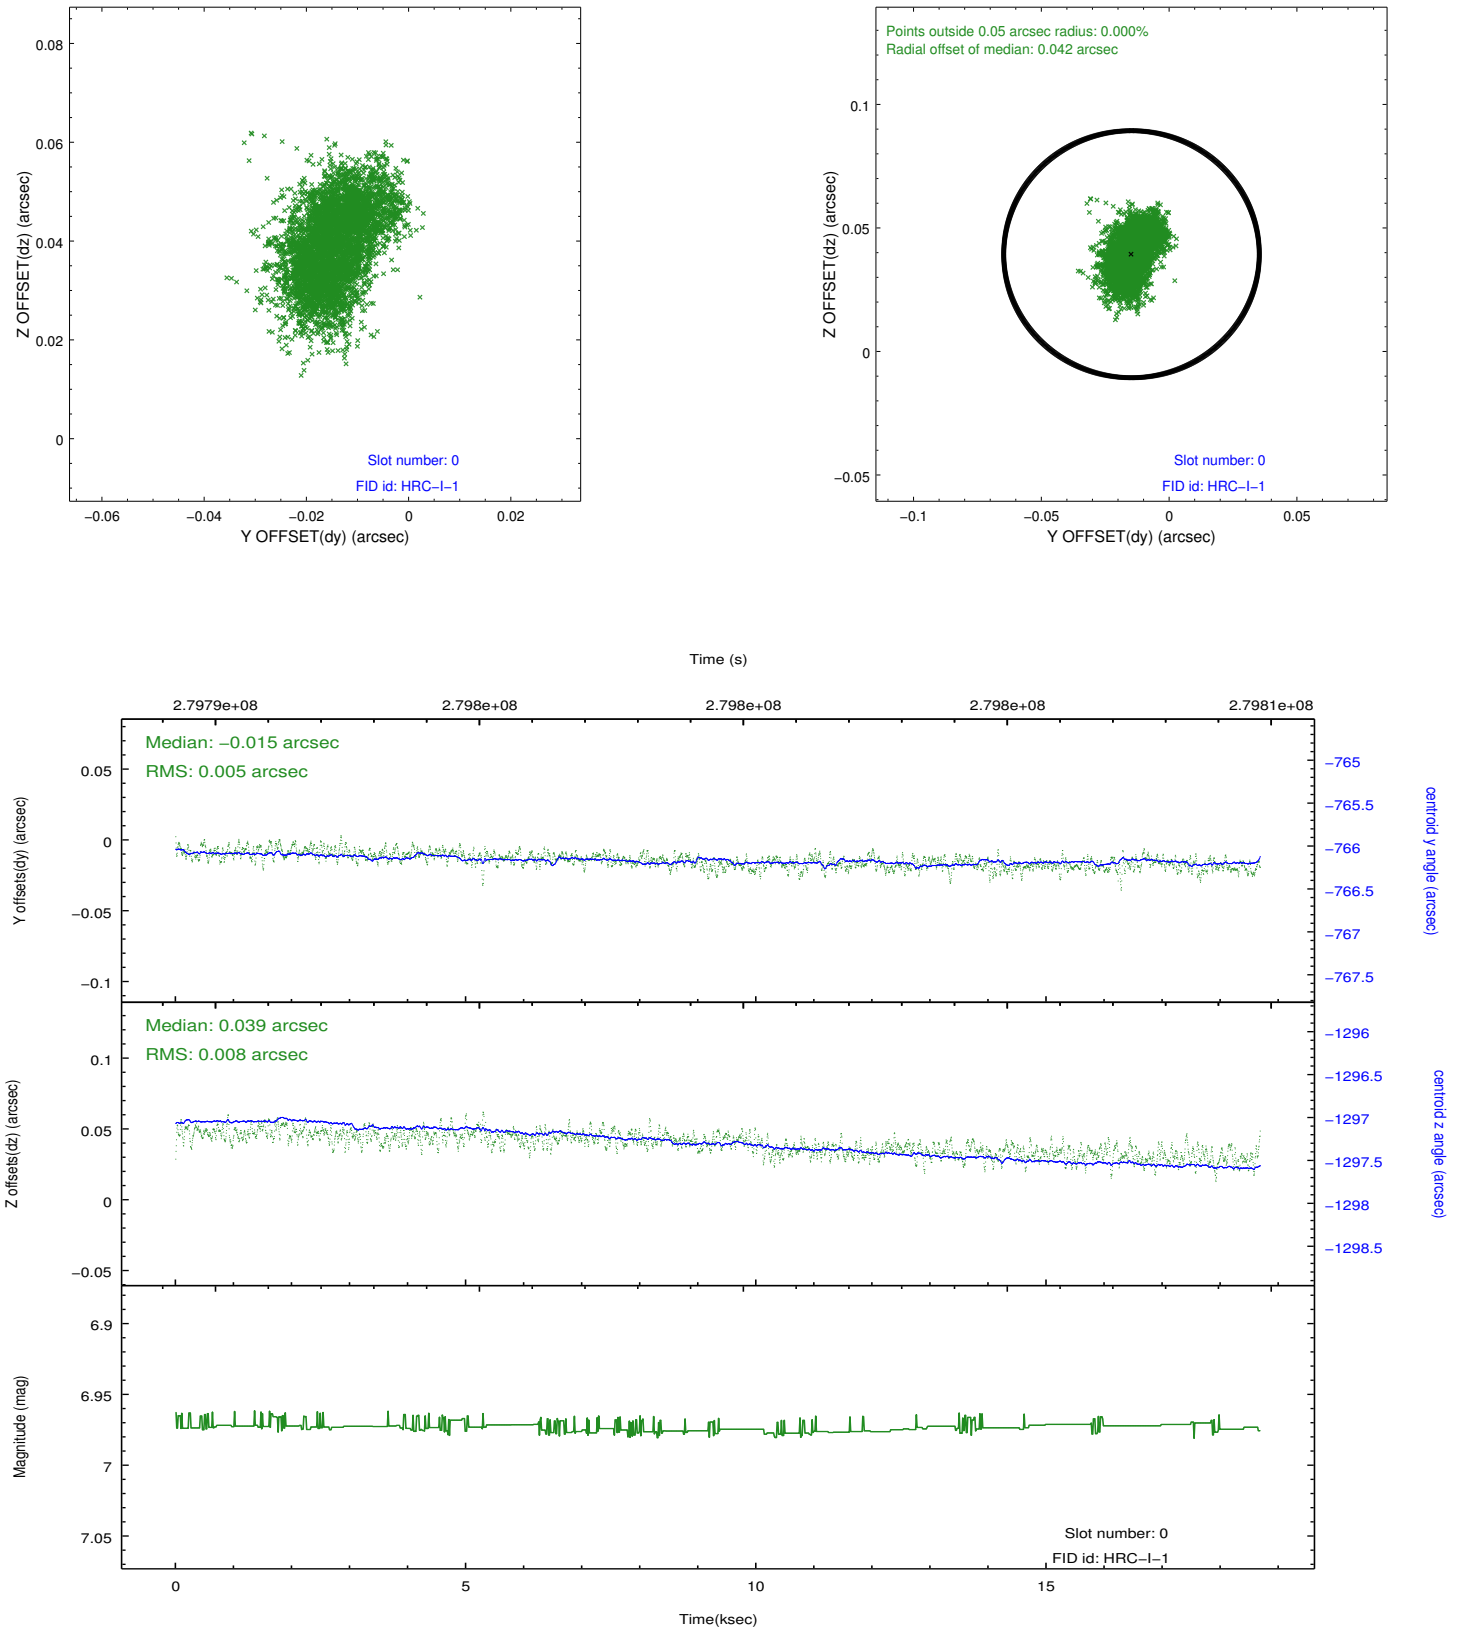 0.08
0.06
0.04
0.02
0
Z OFFSET(dz) (arcsec)
Slot number: 0
FID id: HRC−I−1
−0.06
−0.04
−0.02
0
0.02
Y OFFSET(dy) (arcsec)
Points outside 0.05 arcsec radius: 0.000%
Radial offset of median: 0.042 arcsec
0.1
0.05
0
−0.05
Z OFFSET(dz) (arcsec)
Slot number: 0
FID id: HRC−I−1
−0.1
−0.05
0
0.05
Y OFFSET(dy) (arcsec)
Time (s)
2.7979e+08
2.798e+08
2.798e+08
2.798e+08
2.7981e+08
Median: −0.015 arcsec
RMS: 0.005 arcsec
0.05
0
−0.05
−0.1
Y offsets(dy) (arcsec)
−765
−765.5
−766
−766.5
−767
−767.5
centroid y angle (arcsec)
Median: 0.039 arcsec
RMS: 0.008 arcsec
0.1
0.05
0
−0.05
Z offsets(dz) (arcsec)
−1296
−1296.5
−1297
−1297.5
−1298
−1298.5
centroid z angle (arcsec)
6.9
6.95
7
7.05
Magnitude (mag)
Slot number: 0
FID id: HRC−I−1
0
5
10
15
Time(ksec)